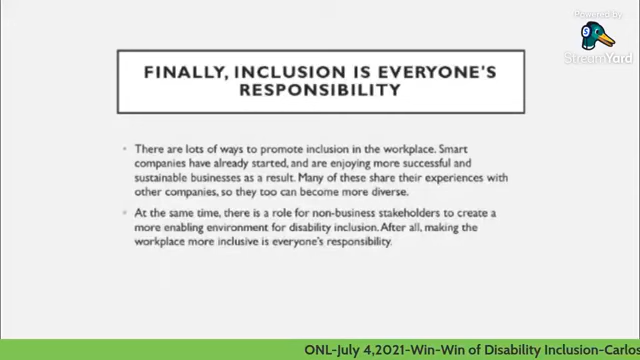 Powered by
StreamYard
FINALLY, INCLUSION IS EVERYONE'S
RESPONSIBILITY
• There are lots of ways to promote inclusion in the workplace. Smart
companies have already started, and are enjoying more successful and
sustainable businesses as a result. Many of these share their experiences with
other companies, so they too can become more diverse.
• At the same time, there is a role for non-business stakeholders to create a
more enabling environment for disability inclusion. After all, making the
workplace more inclusive is everyone's responsibility.
ONL-July 4,2021-Win-Win of Disability Inclusion-Carlos